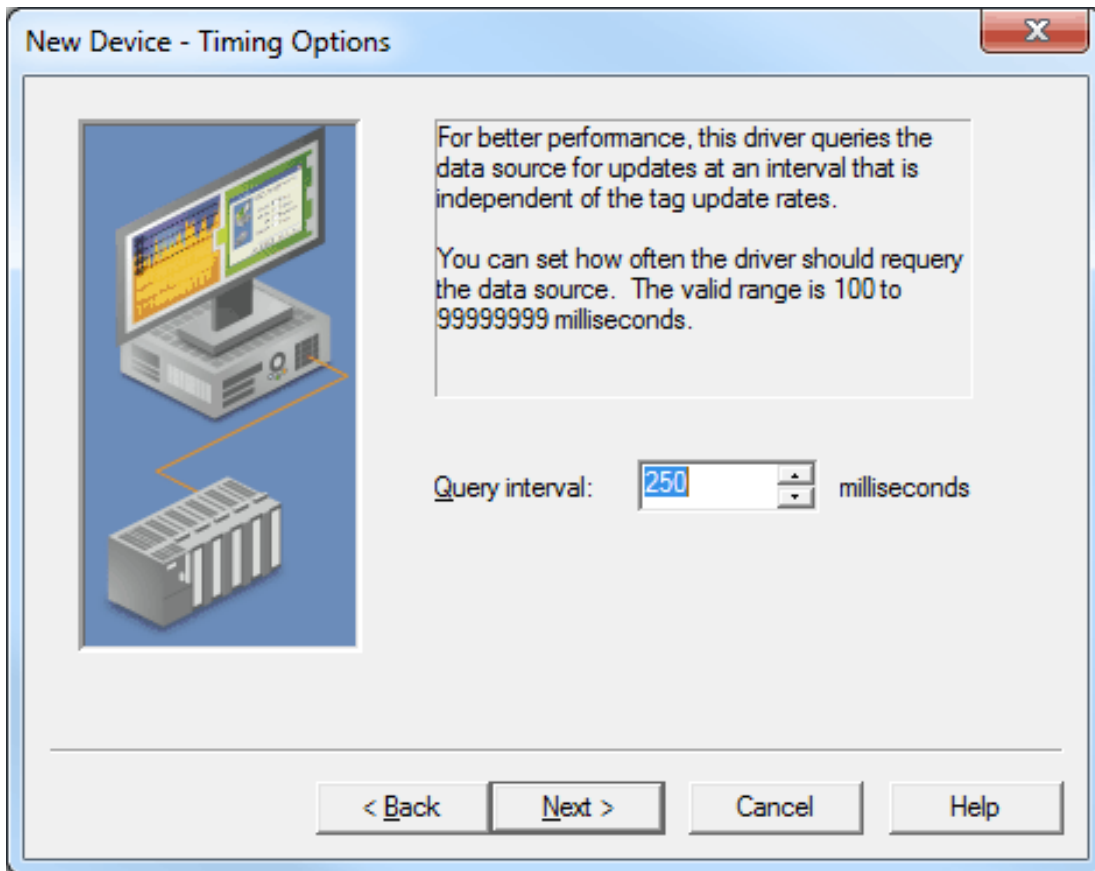 New Device - Timing Options
For better performance, this driver queries the
data source for updates at an interval that is
independent of the tag update rates.
You can set how often the driver should requery
the data source.  The valid range is 100 to
99999999 milliseconds.
Query interval: 250 milliseconds
< Back Next > Cancel Help